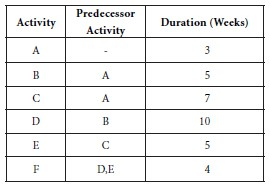 Activity Predecessor Activity Duration (Weeks)
A - 3
B A 5
C A 7
D B 10
E C 5
F D,E 4